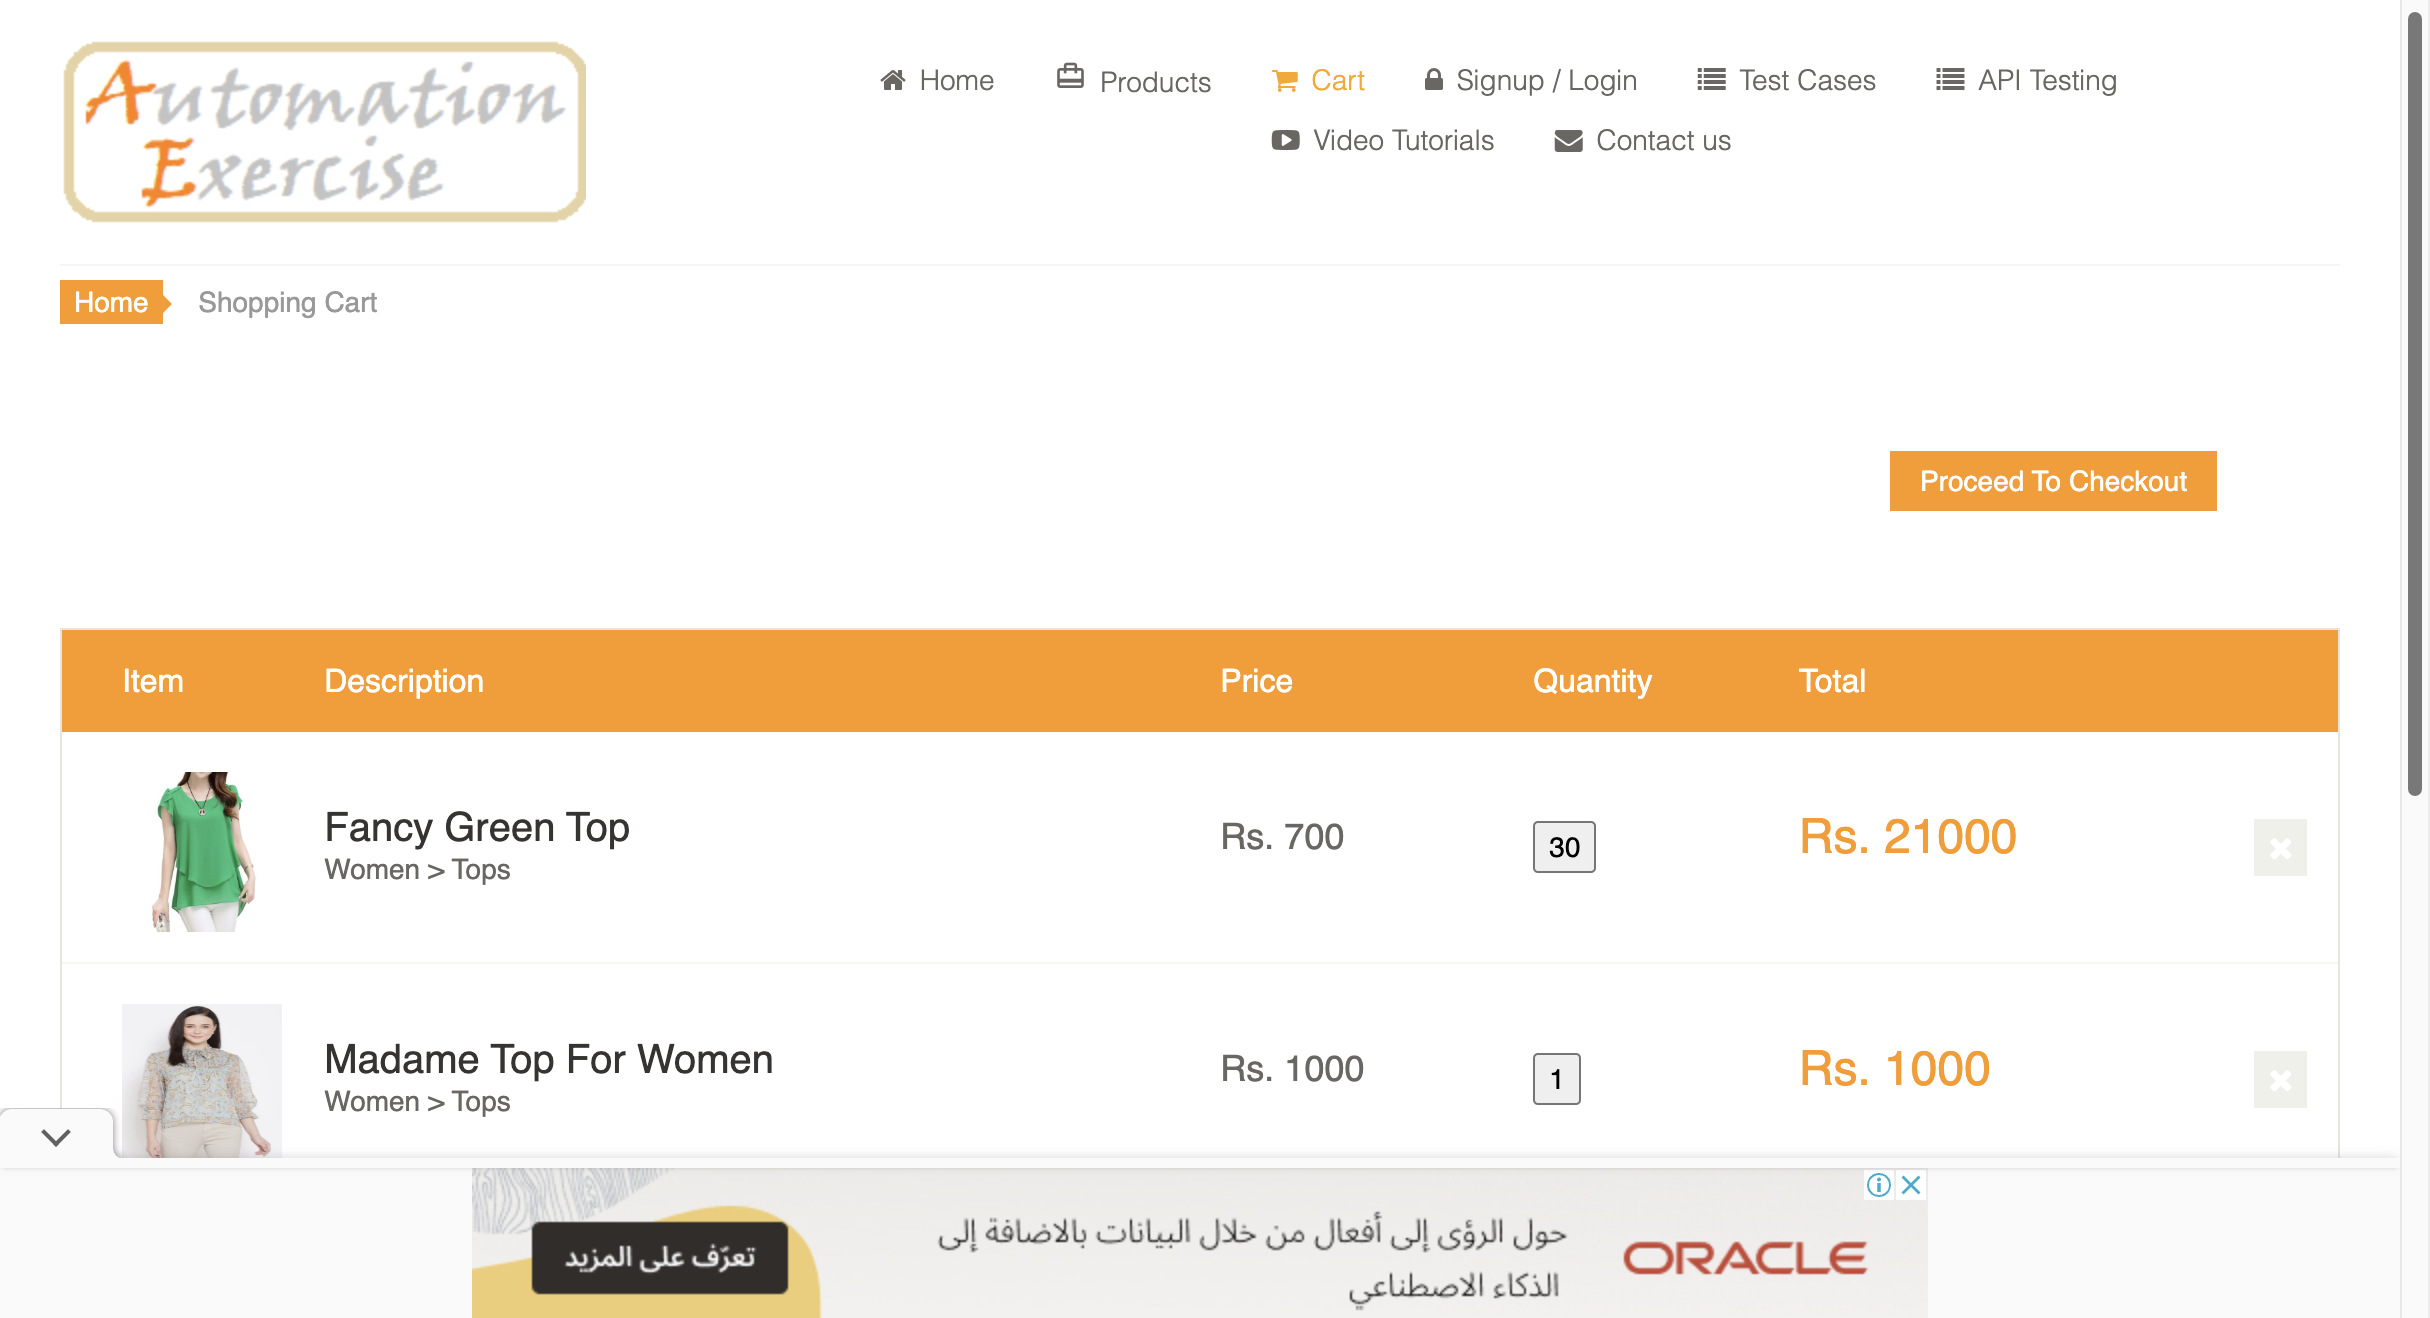 Automation
Exercise
Home
Products
Cart
Signup / Login
Test Cases
API Testing
Video Tutorials
Contact us
Home
Shopping Cart
Proceed To Checkout
Item Description Price Quantity Total
Fancy Green Top
Women > Tops
Rs. 700
30
Rs. 21000
Madame Top For Women
Women > Tops
Rs. 1000
1
Rs. 1000
حول الرؤى إلى أفعال من خلال البيانات بالاضافة إلى
الذكاء الاصطناعي
تعرّف على المزيد
ORACLE